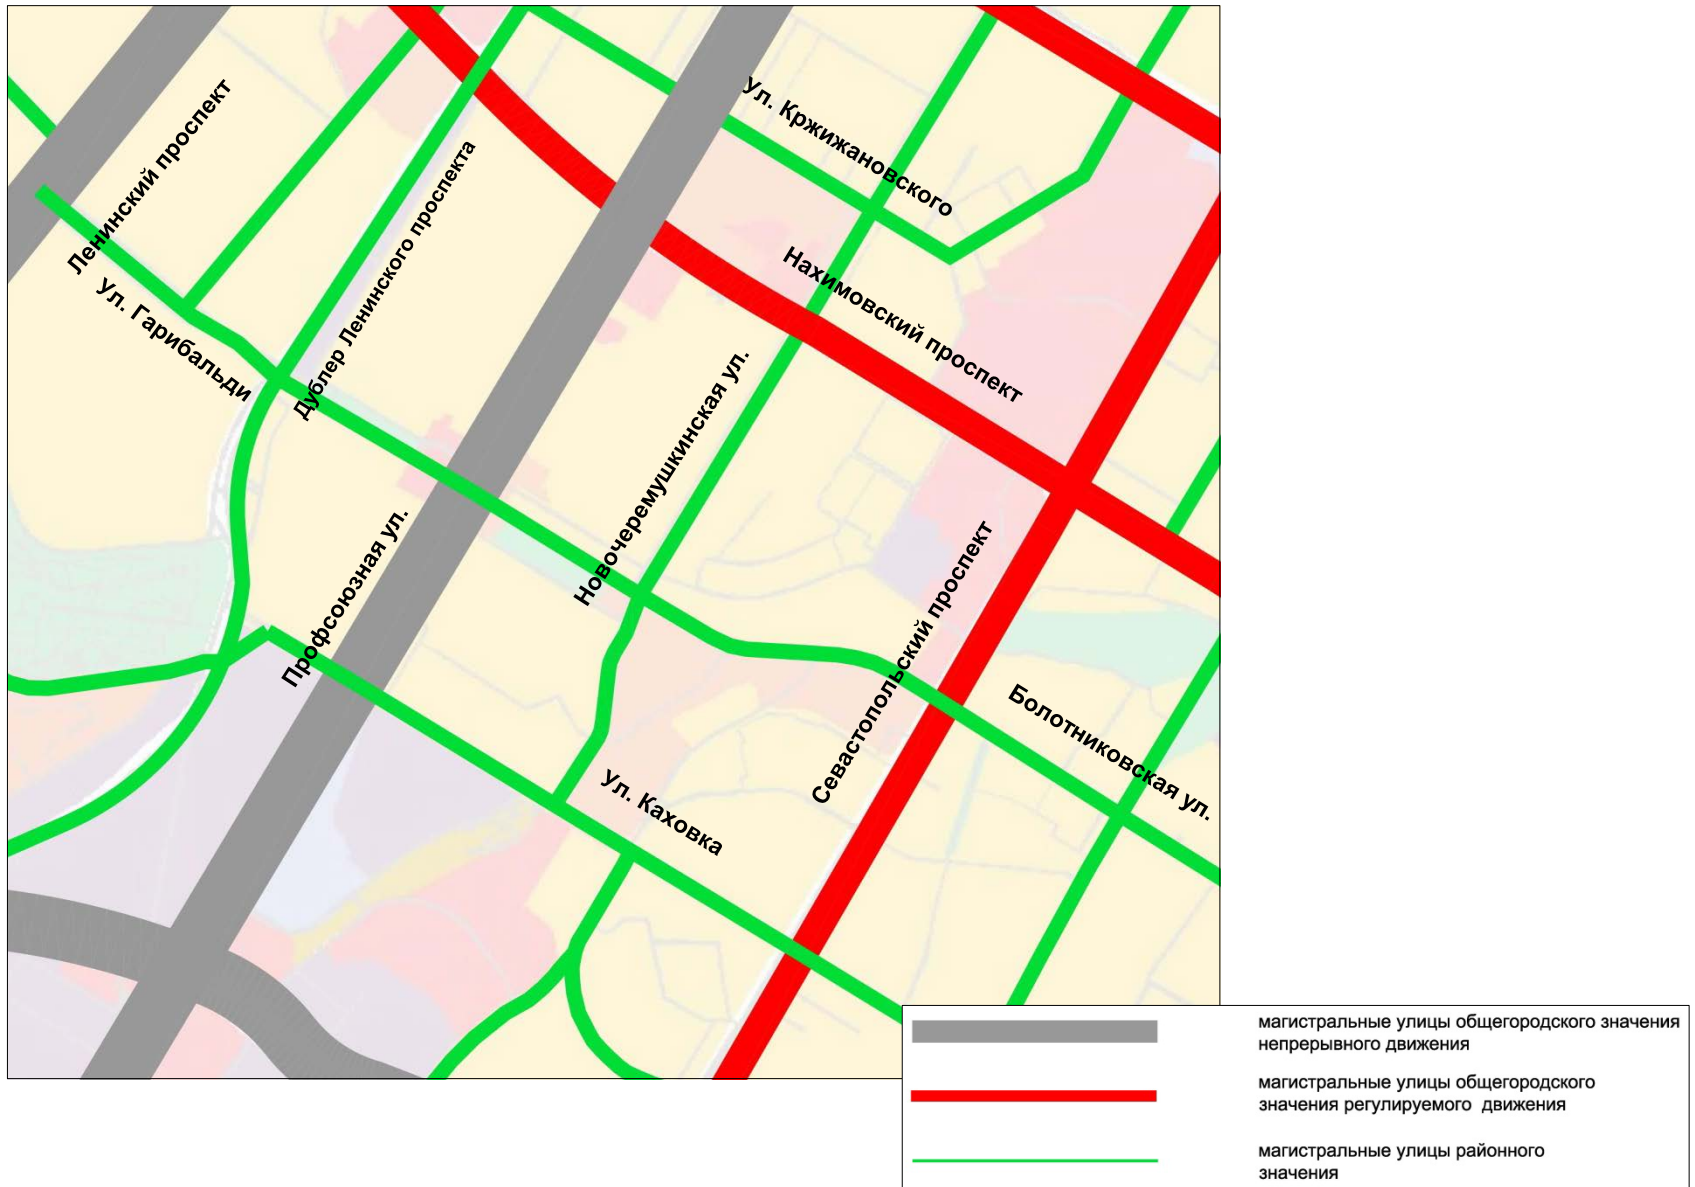 Ул. Кржижановского
Ленинский проспект
Дублер Ленинского проспекта
Нахимовский проспект
Ул. Гарибальди
Новочеремушкинская ул.
Профсоюзная ул.
Севастопольский проспект
Болотниковская ул.
Ул. Каховка
магистральные улицы общегородского значения
непрерывного движения
магистральные улицы общегородского
значения регулируемого движения
магистральные улицы районного
значения